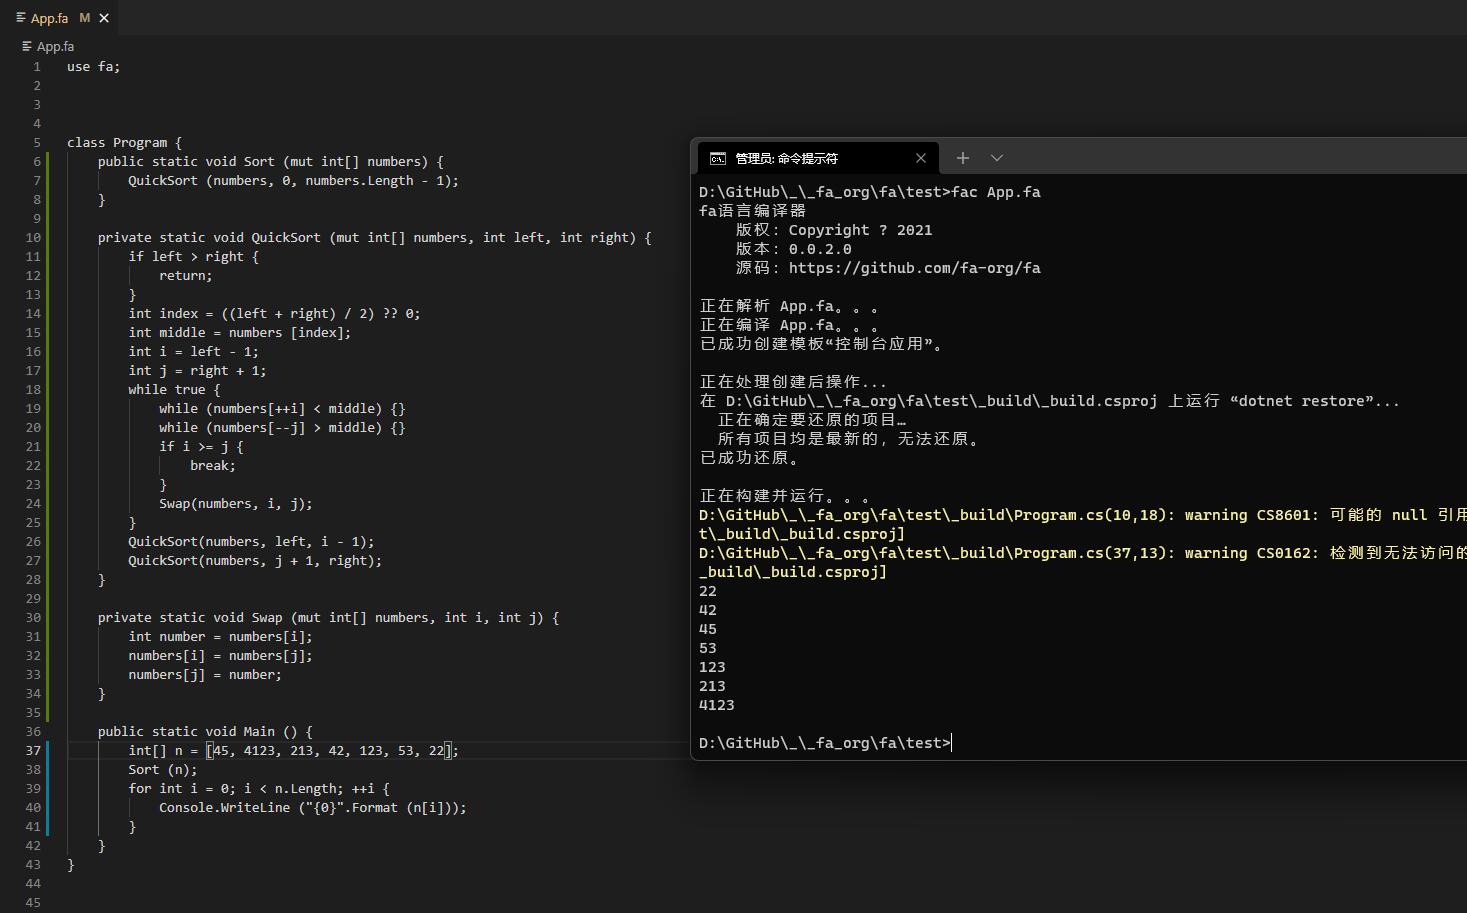 App.fa M
App.fa
1 use fa;
2
3
4
5 class Program {
6 public static void Sort (mut int[] numbers) {
7 QuickSort (numbers, 0, numbers.Length - 1);
8 }
9
10 private static void QuickSort (mut int[] numbers, int left, int right) {
11 if left > right {
12 return;
13 }
14 int index = ((left + right) / 2) ?? 0;
15 int middle = numbers [index];
16 int i = left - 1;
17 int j = right + 1;
18 while true {
19 while (numbers[++i] < middle) {}
20 while (numbers[--j] > middle) {}
21 if i >= j {
22 break;
23 }
24 Swap(numbers, i, j);
25 }
26 QuickSort(numbers, left, i - 1);
27 QuickSort(numbers, j + 1, right);
28 }
29
30 private static void Swap (mut int[] numbers, int i, int j) {
31 int number = numbers[i];
32 numbers[i] = numbers[j];
33 numbers[j] = number;
34 }
35
36 public static void Main () {
37 int[] n = [45, 4123, 213, 42, 123, 53, 22];
38 Sort (n);
39 for int i = 0; i < n.Length; ++i {
40 Console.WriteLine ("{0}".Format (n[i]));
41 }
42 }
43 }
44
45
管理员: 命令提示符
D:\GitHub\_\_fa_org\fa\test>fac App.fa
fa语言编译器
版权: Copyright ? 2021
版本: 0.0.2.0
源码: https://github.com/fa-org/fa
正在解析 App.fa。。。
正在编译 App.fa。。。
已成功创建模板“控制台应用”。
正在处理创建后操作...
在 D:\GitHub\_\_fa_org\fa\test\_build\_build.csproj 上运行 “dotnet restore”...
正在确定要还原的项目…
所有项目均是最新的，无法还原。
已成功还原。
正在构建并运行。。。
D:\GitHub\_\_fa_org\fa\test\_build\Program.cs(10,18): warning CS8601: 可能的 null 引用
t\_build\_build.csproj]
D:\GitHub\_\_fa_org\fa\test\_build\Program.cs(37,13): warning CS0162: 检测到无法访问的
_build\_build.csproj]
22
42
45
53
123
213
4123
D:\GitHub\_\_fa_org\fa\test>